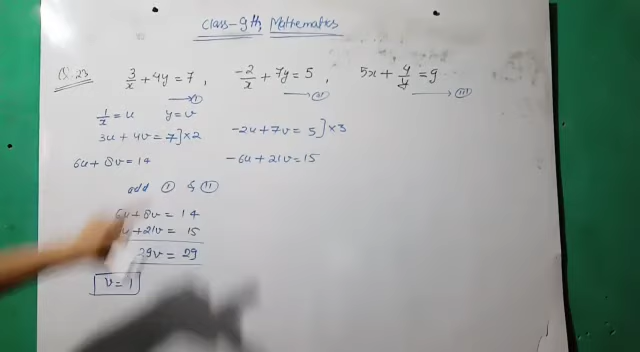 Class-9th, Mathematics
Q.23 3/x + 4y = 7, -2/x + 7y = 5, 5x + 4/y = 9
→ (I) → (II) → (III)
1/x = u y = v
3u + 4v = 7] × 2 -2u + 7v = 5] × 3
6u + 8v = 14 -6u + 21v = 15
add (I) & (II)
6u + 8v = 14
u + 21v = 15
29v = 29
v = 1